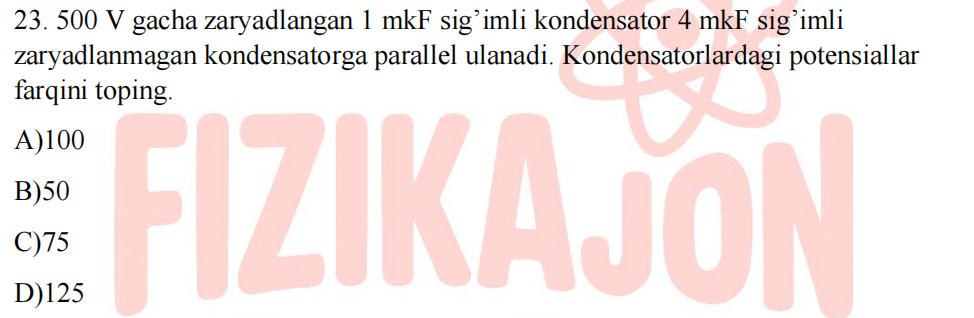 23. 500 V gacha zaryadlangan 1 mkF sig’imli kondensator 4 mkF sig’imli
zaryadlanmagan kondensatorga parallel ulanadi. Kondensatorlardagi potensiallar
farqini toping.
A)100
B)50
C)75
D)125
FIZIKAJON